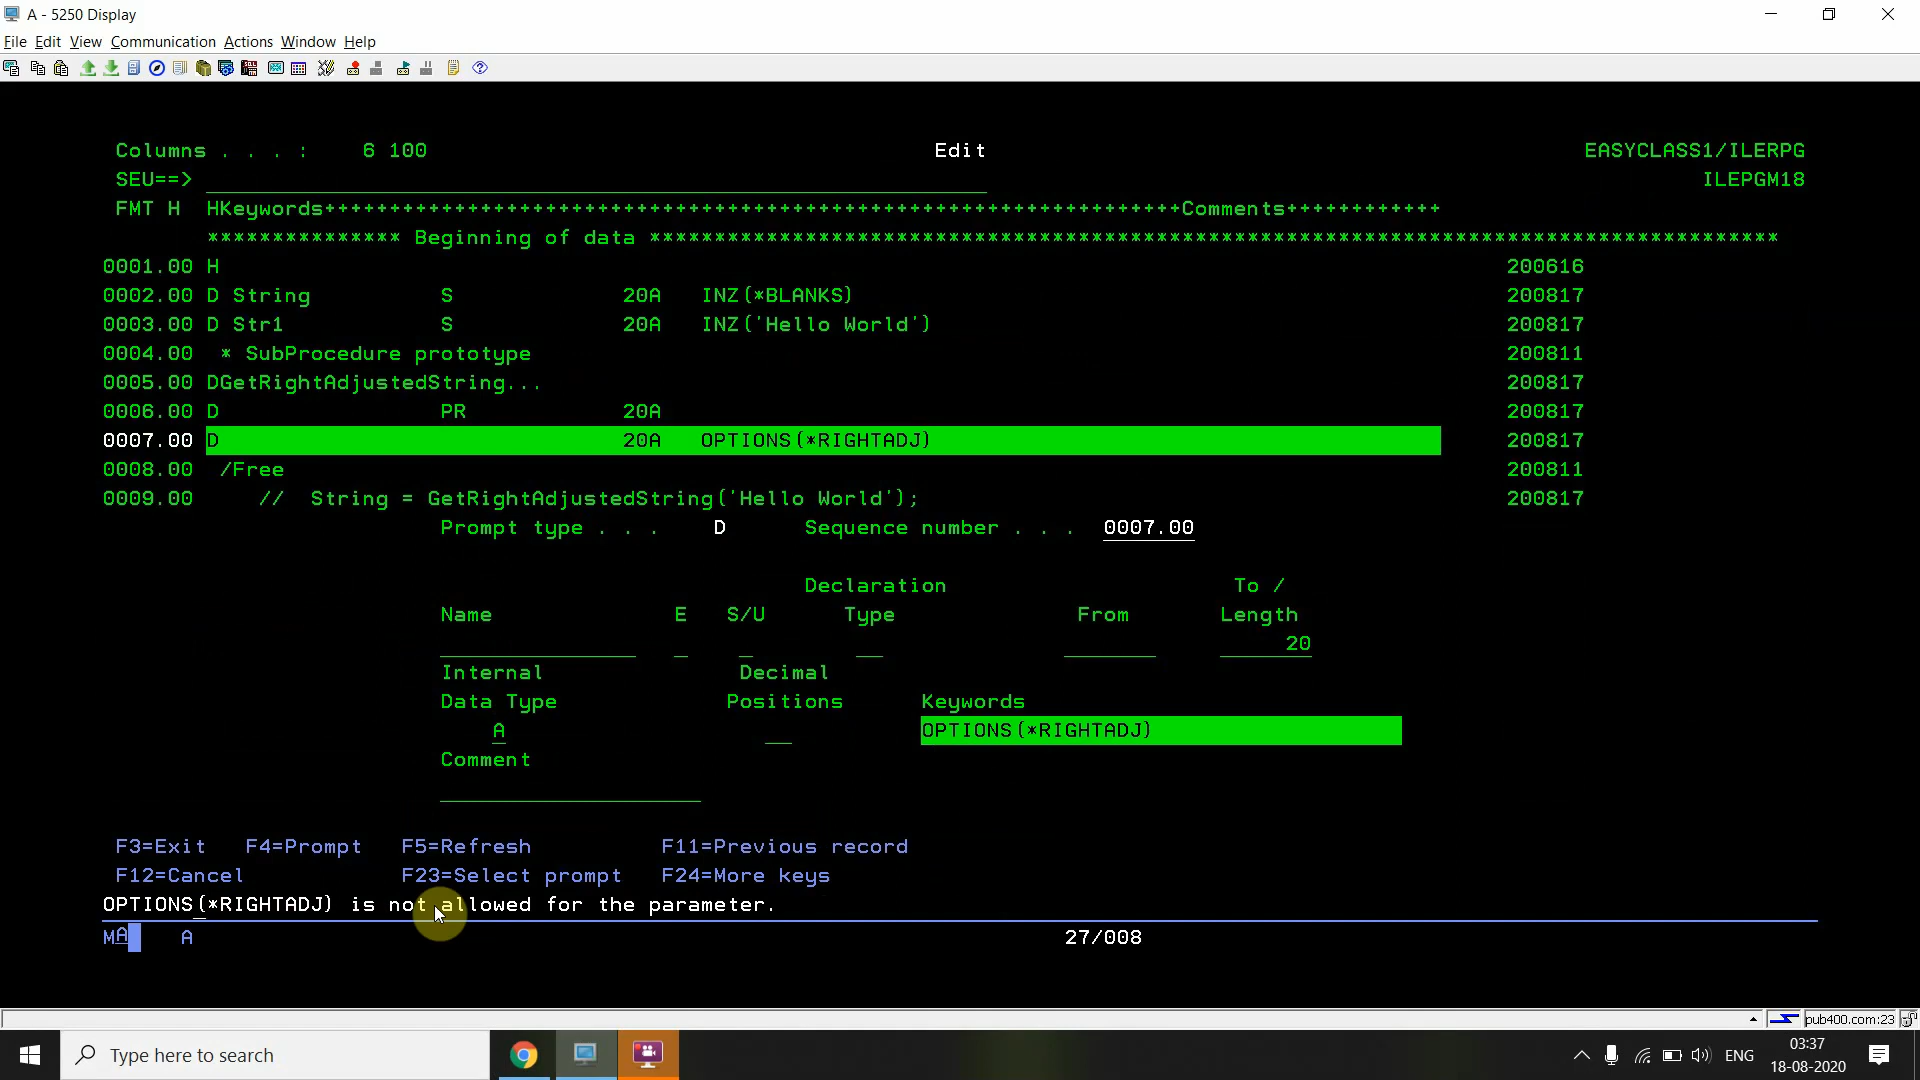 A - 5250 Display
File Edit View Communication Actions Window Help
Columns . . . : 6 100 Edit EASYCLASS1/ILERPG
SEU==> ILEPGM18
FMT H HKeywords++++++++++++++++++++++++++++++++++++++++++++++++++++++++++++++++++Comments++++++++++++
*************** Beginning of data ***************************************************************************************
0001.00 H 200616
0002.00 D String S 20A INZ(*BLANKS) 200817
0003.00 D Str1 S 20A INZ('Hello World') 200817
0004.00 * SubProcedure prototype 200811
0005.00 DGetRightAdjustedString... 200817
0006.00 D PR 20A 200817
0007.00 D 20A OPTIONS(*RIGHTADJ) 200817
0008.00 /Free 200811
0009.00 // String = GetRightAdjustedString('Hello World'); 200817
Prompt type . . . D Sequence number . . . 0007.00
Declaration To /
Name E S/U Type From Length
20
Internal Decimal
Data Type Positions Keywords
A OPTIONS(*RIGHTADJ)
Comment
F3=Exit F4=Prompt F5=Refresh F11=Previous record
F12=Cancel F23=Select prompt F24=More keys
OPTIONS(*RIGHTADJ) is not allowed for the parameter.
MA A 27/008
pub400.com:23
Type here to search ENG 03:37
18-08-2020